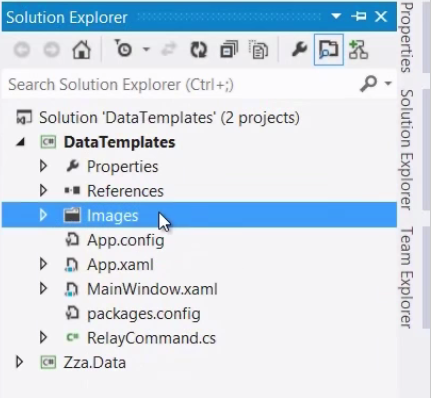 Solution Explorer
Search Solution Explorer (Ctrl+;)
Solution 'DataTemplates' (2 projects)
C# DataTemplates
Properties
References
Images
App.config
App.xaml
MainWindow.xaml
packages.config
C# RelayCommand.cs
C# Zza.Data
Properties
Solution Explorer
Team Explorer